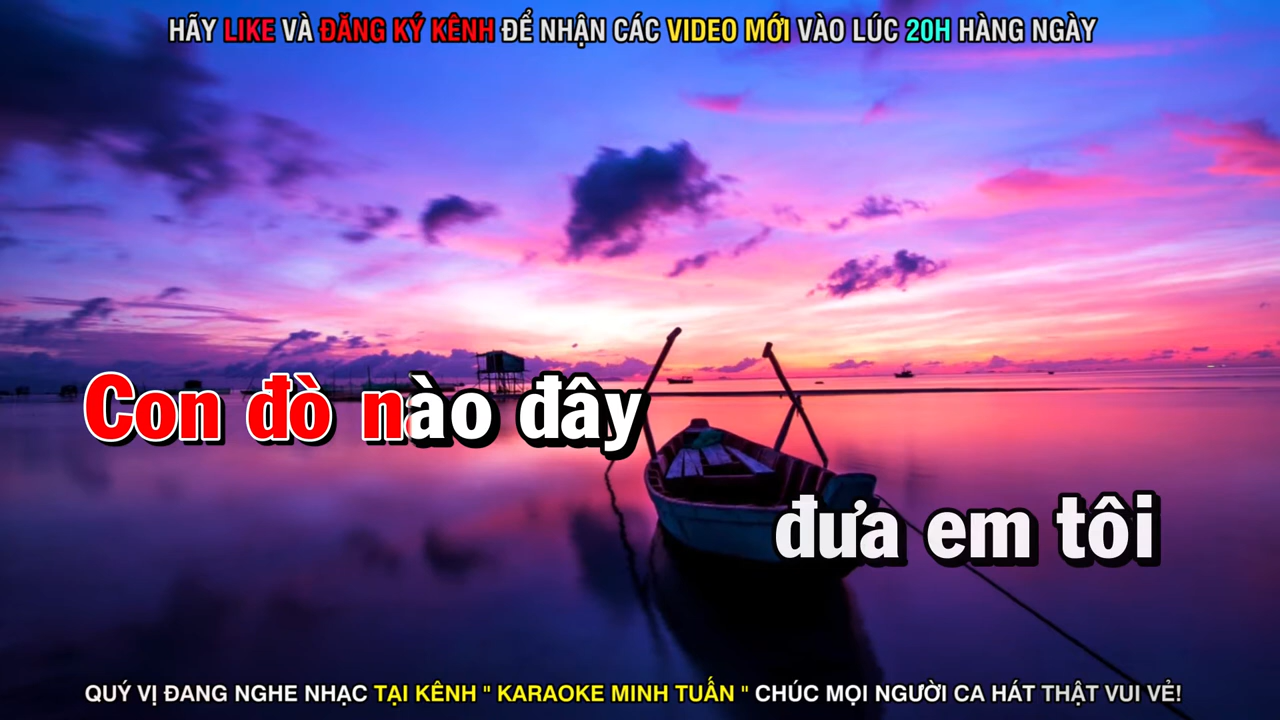 HÃY LIKE VÀ ĐĂNG KÝ KÊNH ĐỂ NHẬN CÁC VIDEO MỚI VÀO LÚC 20H HÀNG NGÀY
Con đò nào đây
đưa em tôi
QUÝ VỊ ĐANG NGHE NHẠC TẠI KÊNH " KARAOKE MINH TUẤN " CHÚC MỌI NGƯỜI CA HÁT THẬT VUI VẺ!